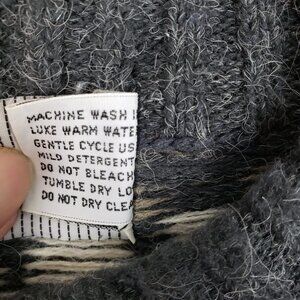 MACHINE WASH I
LUKE WARM WATE
GENTLE CYCLE US
MILD DETERGENT
DO NOT BLEACH
TUMBLE DRY LO
DO NOT DRY CLEA